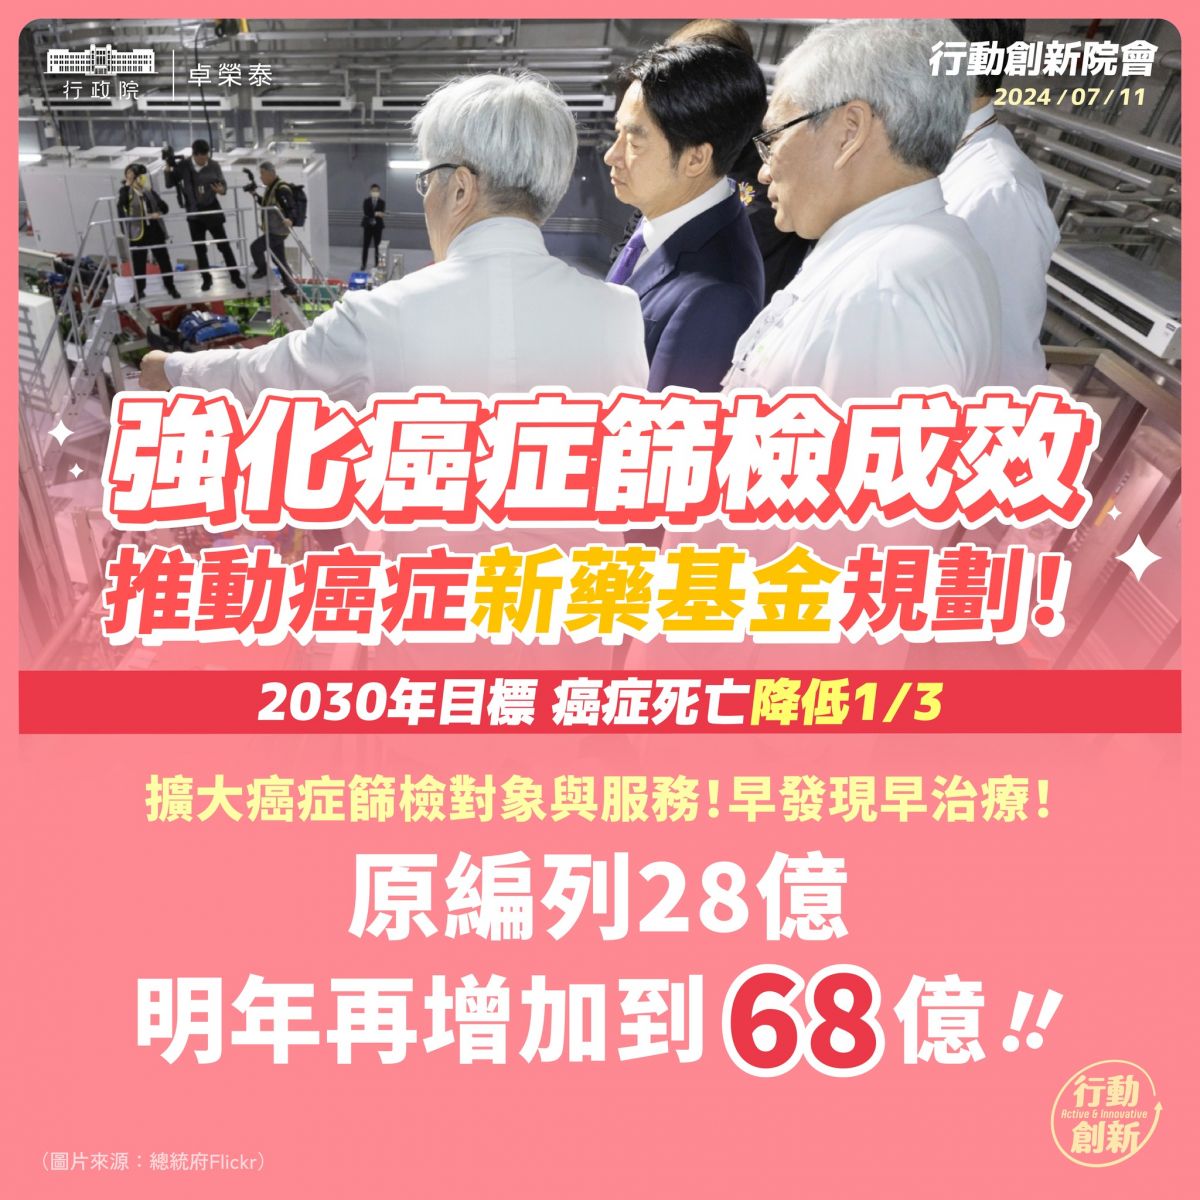 行政院
卓榮泰
行動創新院會
2024/07/11
強化癌症篩檢成效
推動癌症新藥基金規劃！
2030年目標 癌症死亡降低1/3
擴大癌症篩檢對象與服務！早發現早治療！
原編列28億
明年再增加到68億!!
行動
Active & Innovative
創新
（圖片來源：總統府Flickr）